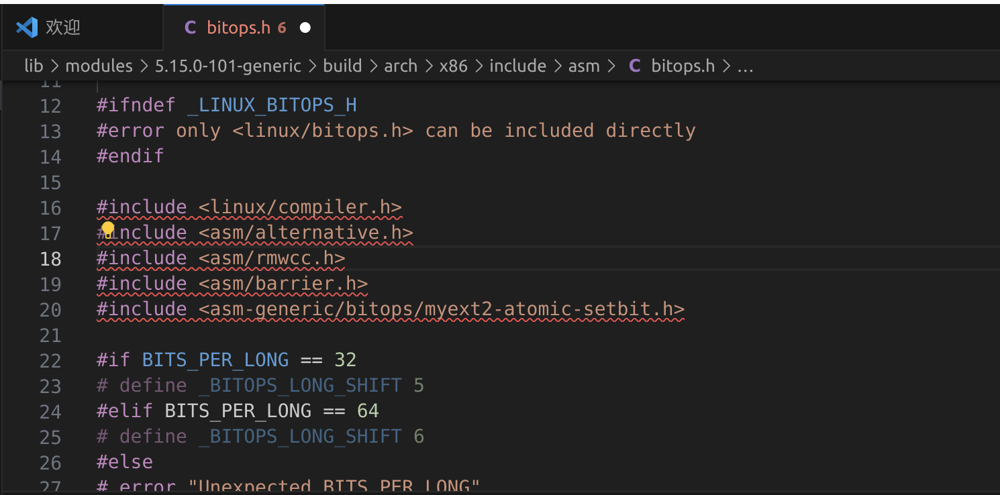 欢迎
C bitops.h 6
lib > modules > 5.15.0-101-generic > build > arch > x86 > include > asm > C bitops.h > ...
11
12 #ifndef _LINUX_BITOPS_H
13 #error only <linux/bitops.h> can be included directly
14 #endif
15
16 #include <linux/compiler.h>
17 #include <asm/alternative.h>
18 #include <asm/rmwcc.h>
19 #include <asm/barrier.h>
20 #include <asm-generic/bitops/myext2-atomic-setbit.h>
21
22 #if BITS_PER_LONG == 32
23 # define _BITOPS_LONG_SHIFT 5
24 #elif BITS_PER_LONG == 64
25 # define _BITOPS_LONG_SHIFT 6
26 #else
27 # error "Unexpected BITS_PER_LONG"